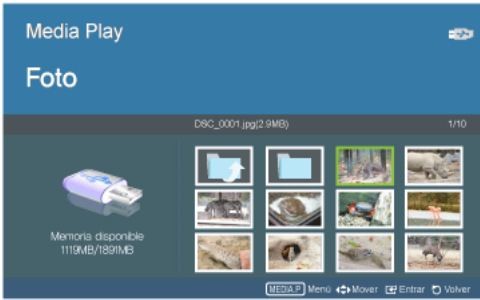 Media Play
Foto
DSC_0001.jpg(2.9MB) 1/10
Memoria disponible
1119MB/1891MB
MEDIA.P Menú Mover Entrar Volver